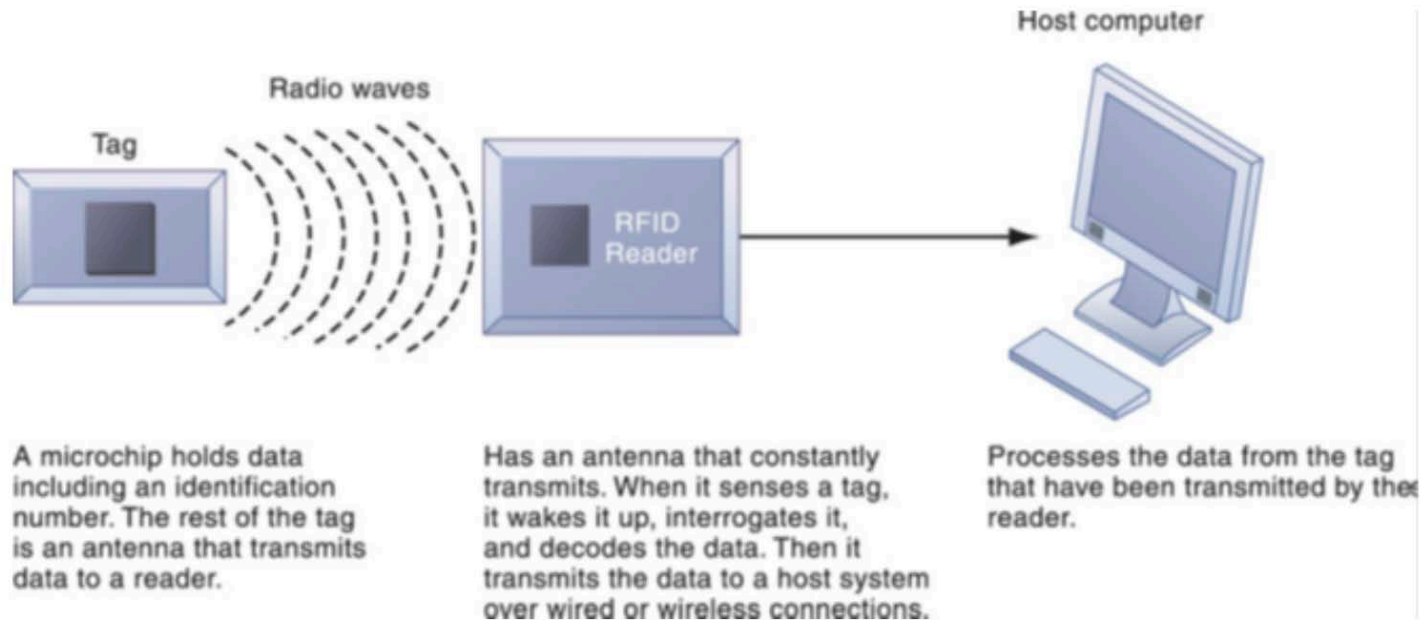 Host computer
Radio waves
Tag
RFID
Reader
A microchip holds data
including an identification
number. The rest of the tag
is an antenna that transmits
data to a reader.
Has an antenna that constantly
transmits. When it senses a tag,
it wakes it up, interrogates it,
and decodes the data. Then it
transmits the data to a host system
over wired or wireless connections.
Processes the data from the tag
that have been transmitted by thee
reader.